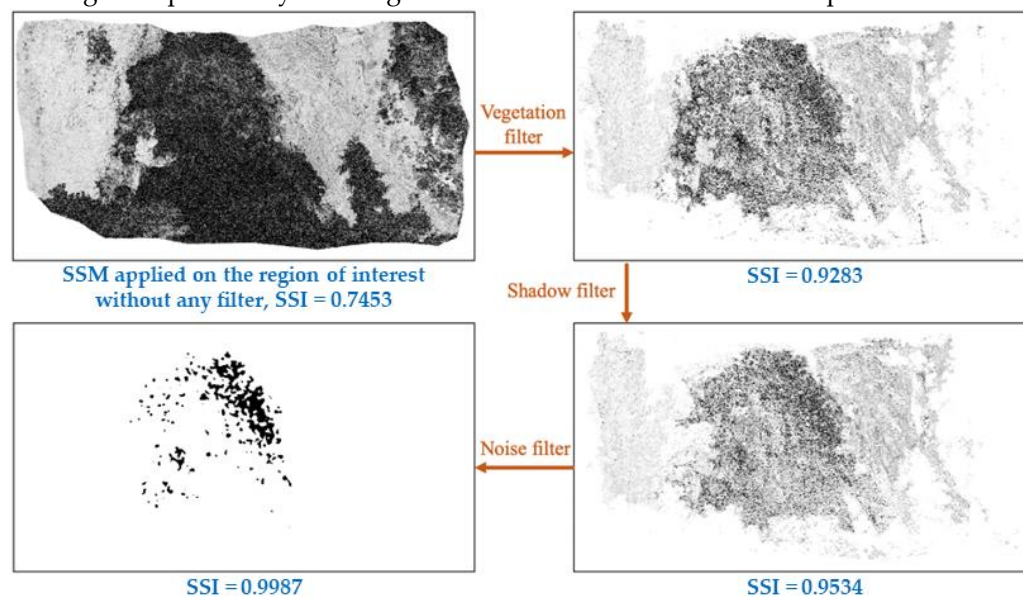 Vegetation
filter
SSM applied on the region of interest
without any filter, SSI = 0.7453
SSI = 0.9283
Shadow filter
Noise filter
SSI = 0.9987
SSI = 0.9534